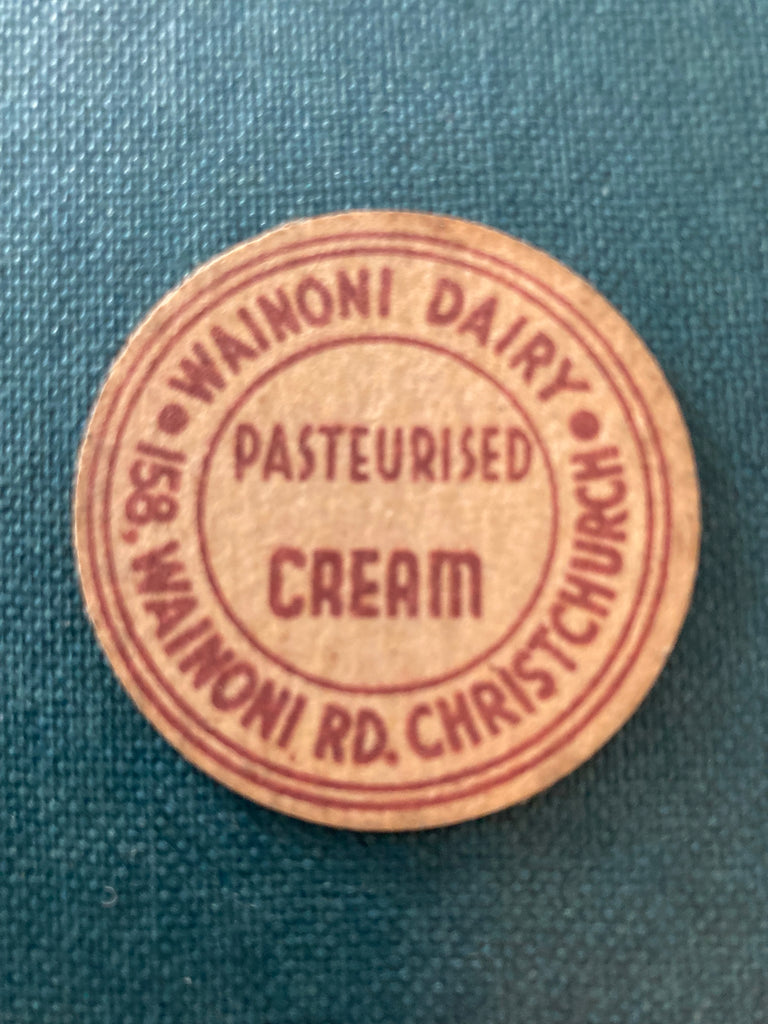 WAINONI DAIRY
PASTEURISED
CREAM
158, WAINONI RD. CHRISTCHURCH